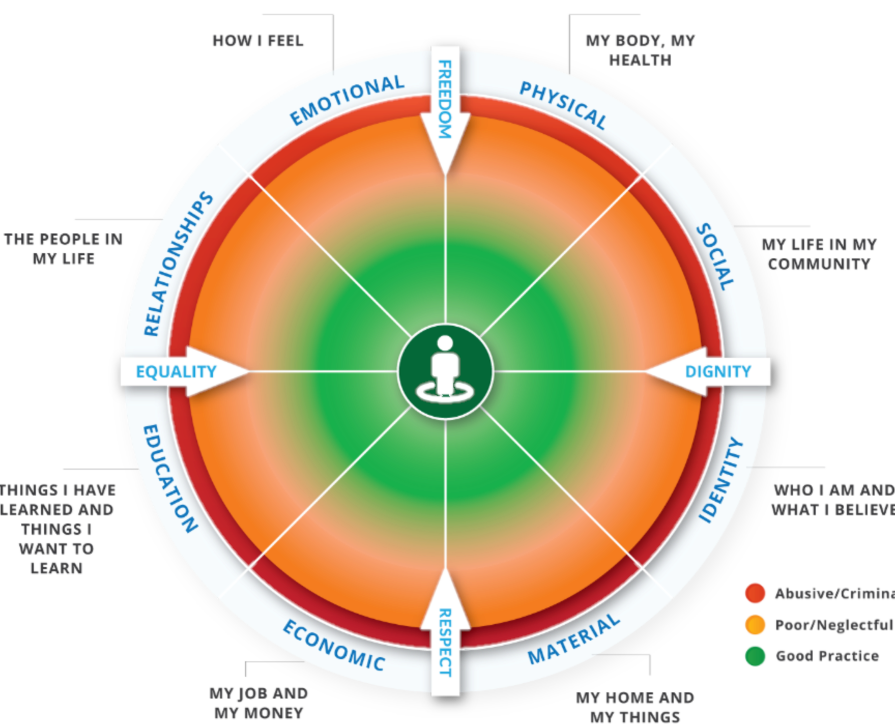 HOW I FEEL
MY BODY, MY
HEALTH
FREEDOM
EMOTIONAL
PHYSICAL
RELATIONSHIPS
SOCIAL
THE PEOPLE IN
MY LIFE
MY LIFE IN MY
COMMUNITY
EQUALITY
DIGNITY
EDUCATION
IDENTITY
THINGS I HAVE
LEARNED AND
THINGS I
WANT TO
LEARN
WHO I AM AND
WHAT I BELIEVE
Abusive/Crimina
Poor/Neglectful
Good Practice
RESPECT
ECONOMIC
MATERIAL
MY JOB AND
MY MONEY
MY HOME AND
MY THINGS